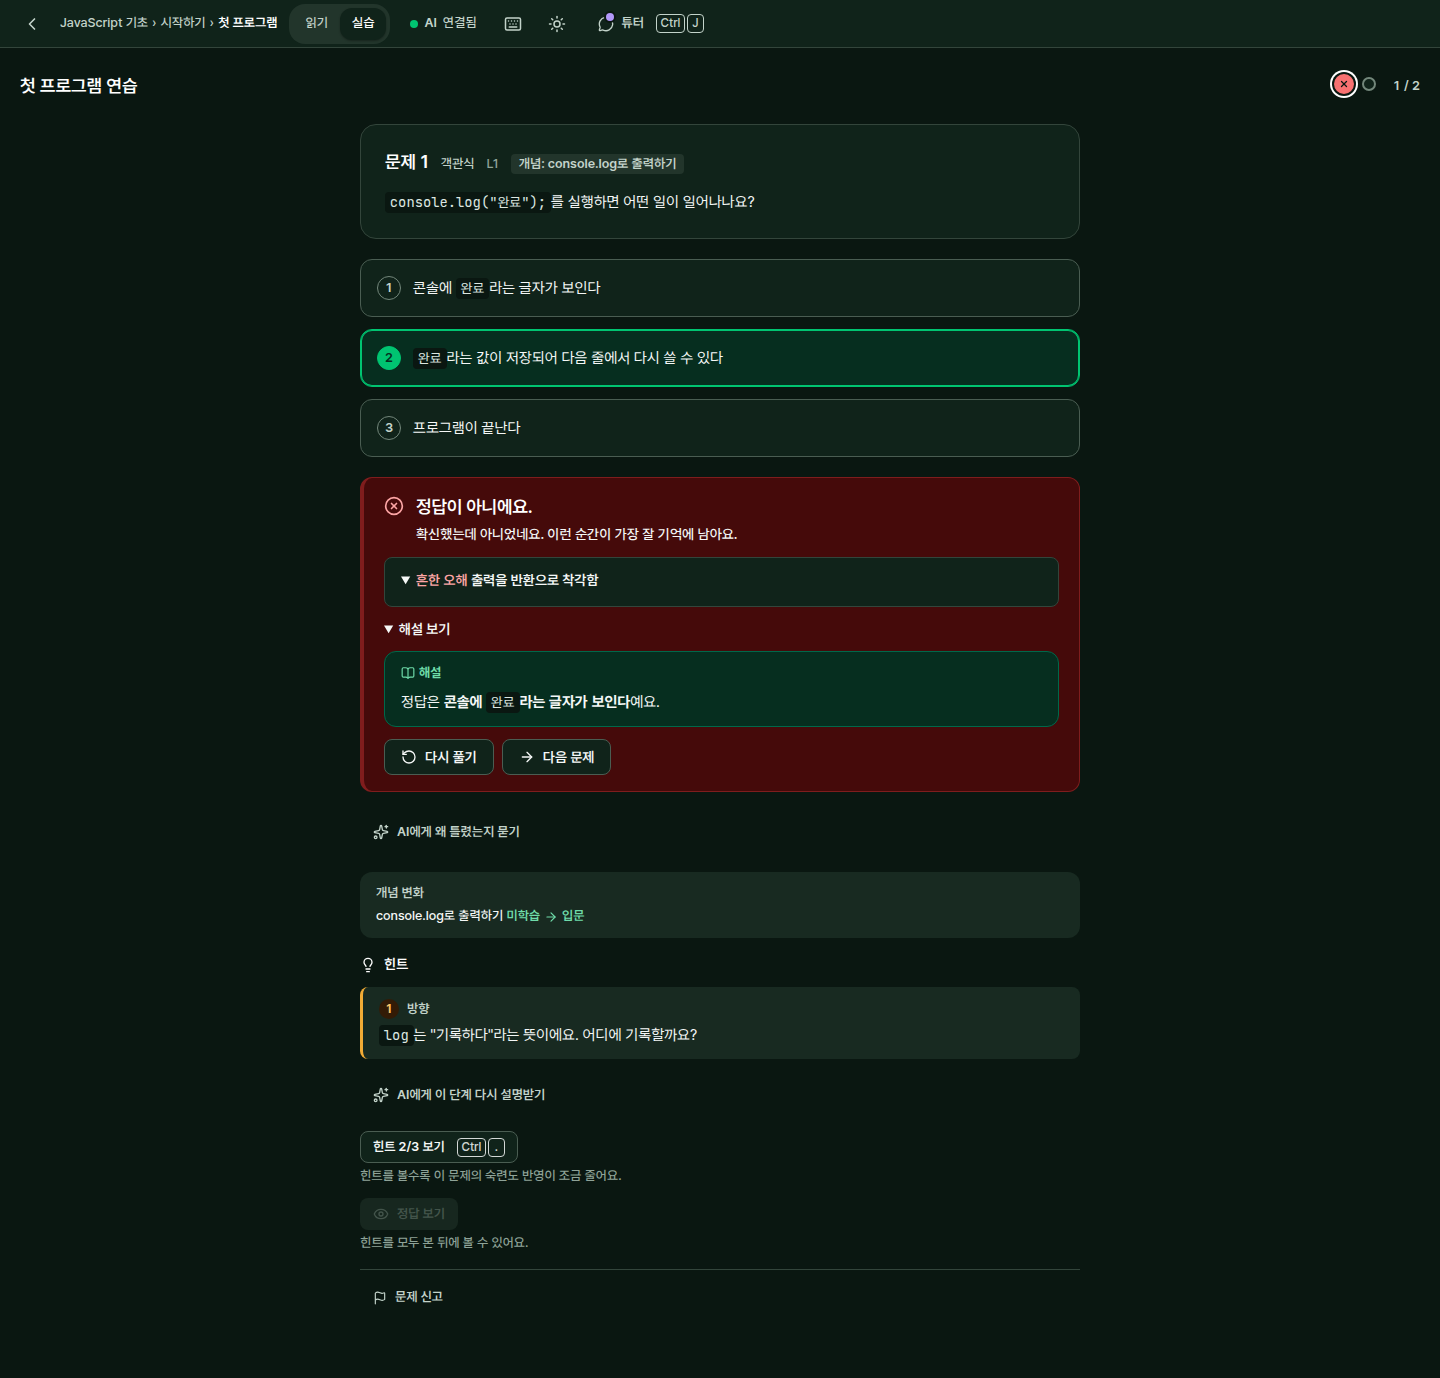 JavaScript 기초 › 시작하기 › 첫 프로그램 읽기 실습 AI 연결됨 튜터 Ctrl J
첫 프로그램 연습 1 / 2
문제 1 객관식 L1 개념: console.log로 출력하기
console.log("완료");를 실행하면 어떤 일이 일어나나요?
1 콘솔에 완료라는 글자가 보인다
2 완료라는 값이 저장되어 다음 줄에서 다시 쓸 수 있다
3 프로그램이 끝난다
정답이 아니에요.
확신했는데 아니었네요. 이런 순간이 가장 잘 기억에 남아요.
▼ 흔한 오해 출력을 반환으로 착각함
▼ 해설 보기
해설
정답은 콘솔에 완료라는 글자가 보인다예요.
다시 풀기 다음 문제
AI에게 왜 틀렸는지 묻기
개념 변화
console.log로 출력하기 미학습 → 입문
힌트
1 방향
log는 "기록하다"라는 뜻이에요. 어디에 기록할까요?
AI에게 이 단계 다시 설명받기
힌트 2/3 보기 Ctrl .
힌트를 볼수록 이 문제의 숙련도 반영이 조금 줄어요.
정답 보기
힌트를 모두 본 뒤에 볼 수 있어요.
문제 신고